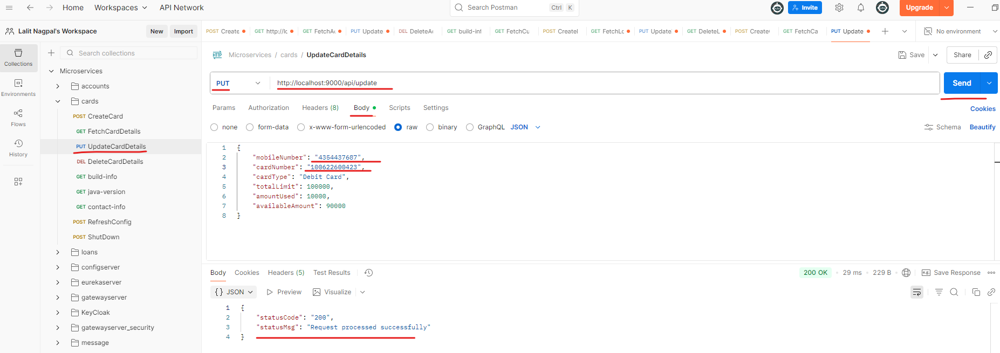 Home Workspaces API Network Search Postman Ctrl K Invite Upgrade
Lalit Nagpal's Workspace New Import POST Create GET http://lc GET FetchAc PUT Update DEL DeleteAc GET build-inf GET FetchCu POST CreateL GET FetchLc PUT Update GET DeleteL POST Create GET FetchCa PUT Update No environment
Collections
Environments
Flows
History
Search collections
Microservices
accounts
cards
POST CreateCard
GET FetchCardDetails
PUT UpdateCardDetails
DEL DeleteCardDetails
GET build-info
GET java-version
GET contact-info
POST RefreshConfig
POST ShutDown
loans
configserver
eurekaserver
gatewayserver
KeyCloak
gatewayserver_security
message
HTTP Microservices / cards / UpdateCardDetails Save Share
PUT http://localhost:9000/api/update Send
Params Authorization Headers (8) Body Scripts Settings Cookies
none form-data x-www-form-urlencoded raw binary GraphQL JSON Schema Beautify
1 {
2 "mobileNumber": "4354437687",
3 "cardNumber": "100622600423",
4 "cardType": "Debit Card",
5 "totalLimit": 100000,
6 "amountUsed": 10000,
7 "availableAmount": 90000
8 }
Body Cookies Headers (5) Test Results 200 OK 29 ms 229 B e.g. Save Response
{} JSON Preview Visualize
1 {
2 "statusCode": "200",
3 "statusMsg": "Request processed successfully"
4 }